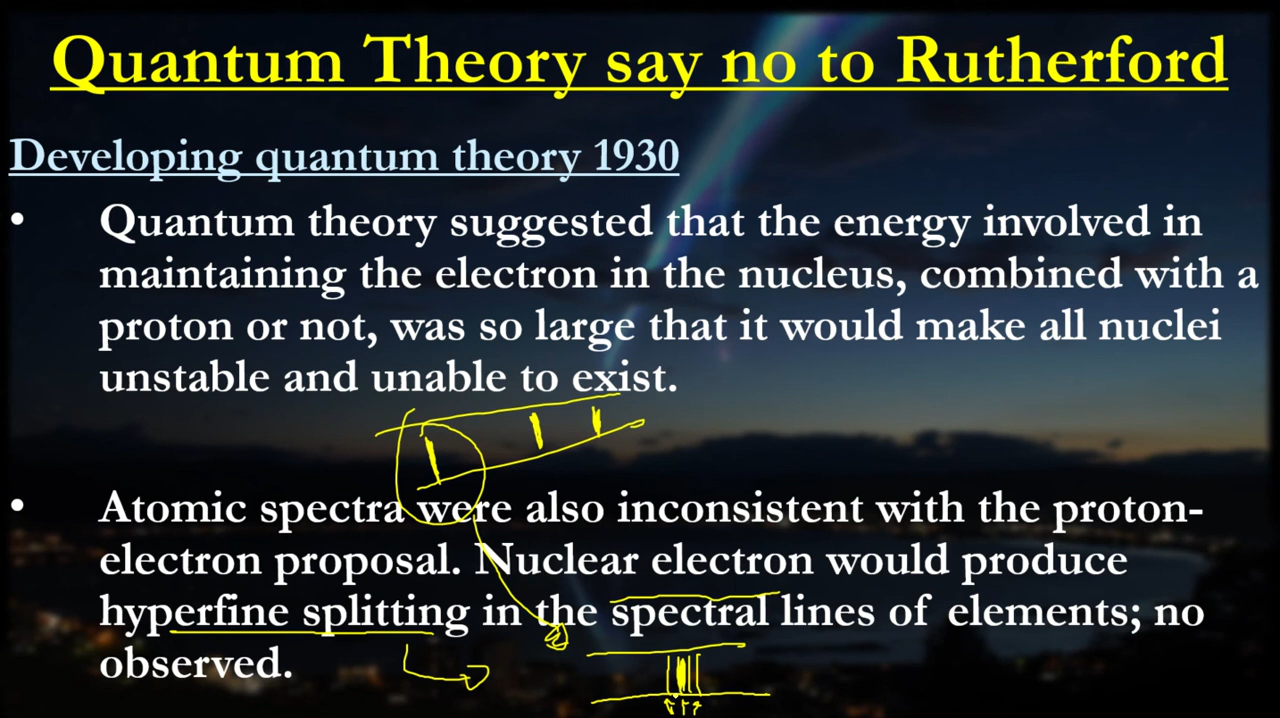 Quantum Theory say no to Rutherford
Developing quantum theory 1930
• Quantum theory suggested that the energy involved in
maintaining the electron in the nucleus, combined with a
proton or not, was so large that it would make all nuclei
unstable and unable to exist.
• Atomic spectra were also inconsistent with the proton-
electron proposal. Nuclear electron would produce
hyperfine splitting in the spectral lines of elements; no
observed.